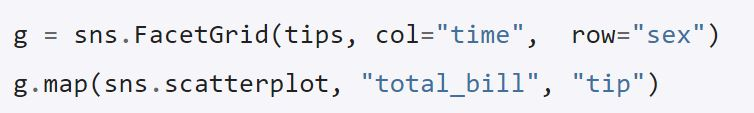 g = sns.FacetGrid(tips, col="time",  row="sex")
g.map(sns.scatterplot, "total_bill", "tip")